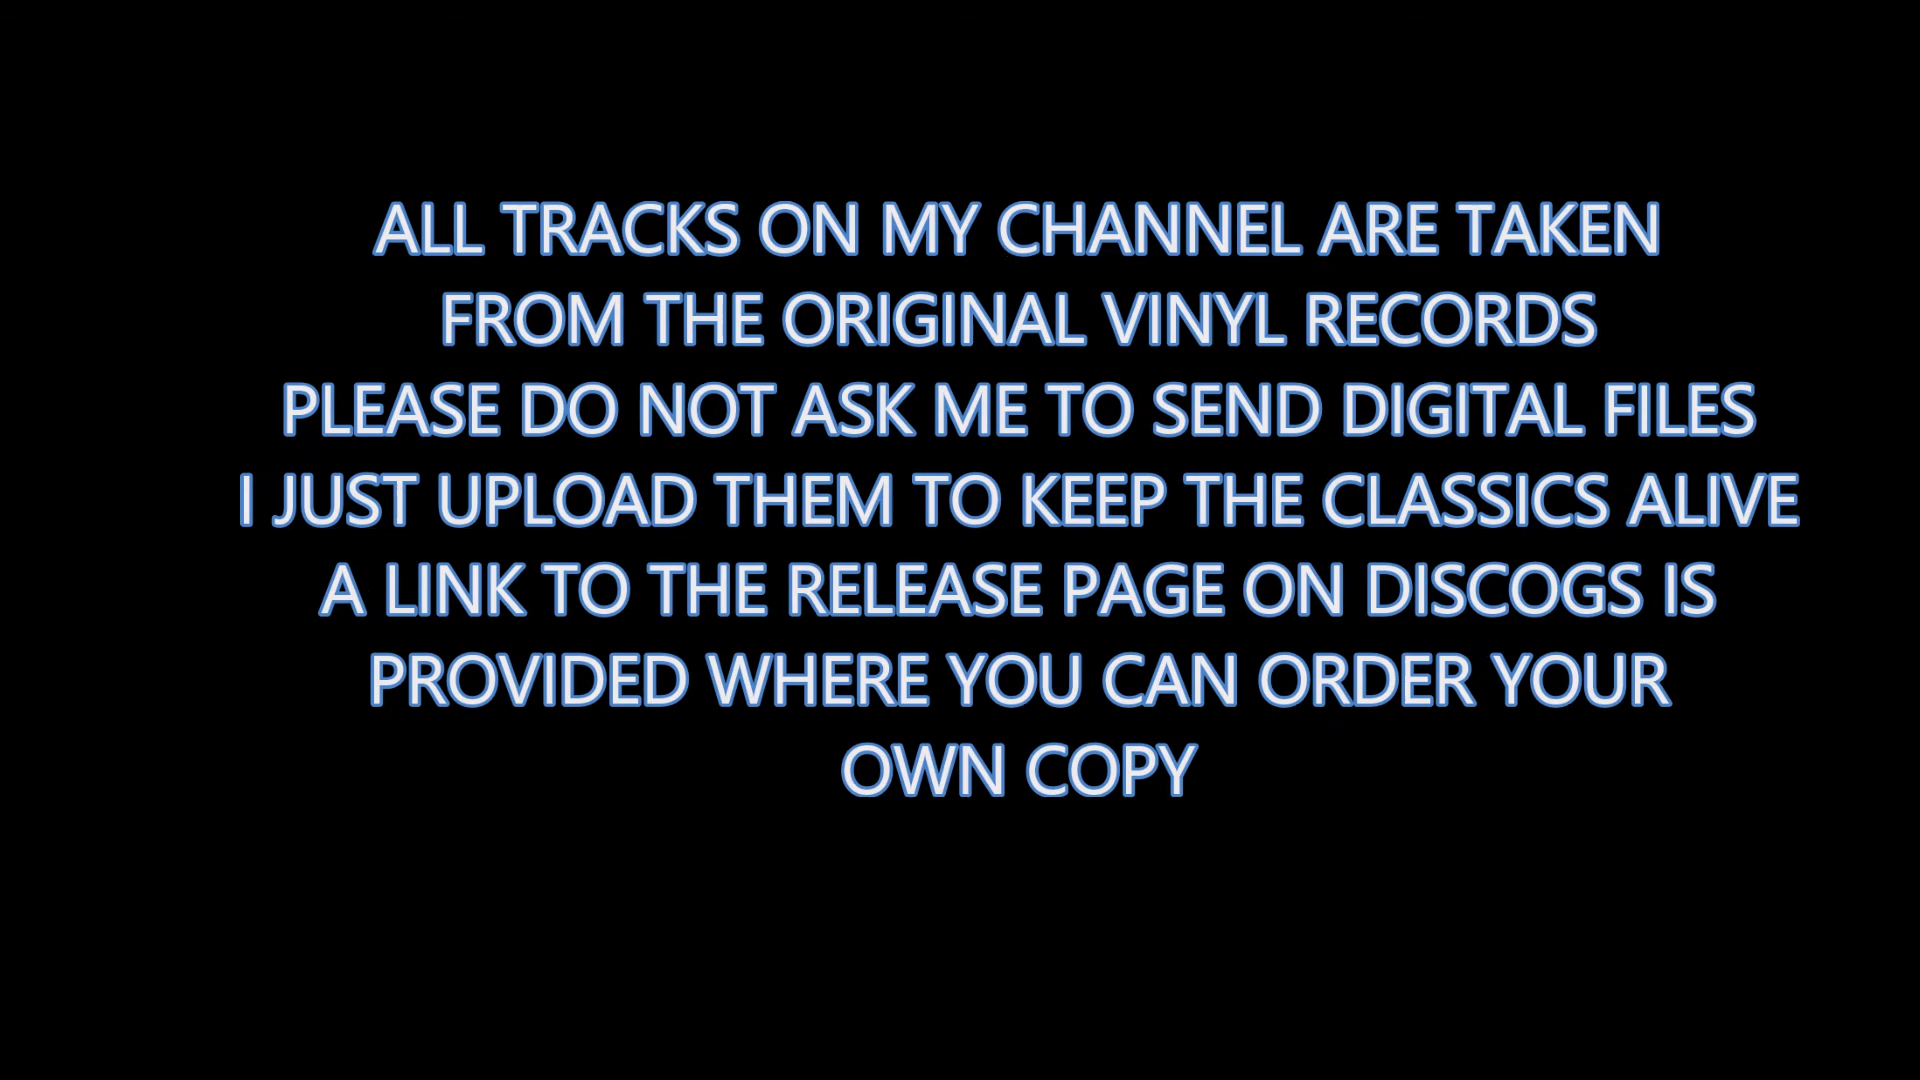 ALL TRACKS ON MY CHANNEL ARE TAKEN
FROM THE ORIGINAL VINYL RECORDS
PLEASE DO NOT ASK ME TO SEND DIGITAL FILES
I JUST UPLOAD THEM TO KEEP THE CLASSICS ALIVE
A LINK TO THE RELEASE PAGE ON DISCOGS IS
PROVIDED WHERE YOU CAN ORDER YOUR
OWN COPY